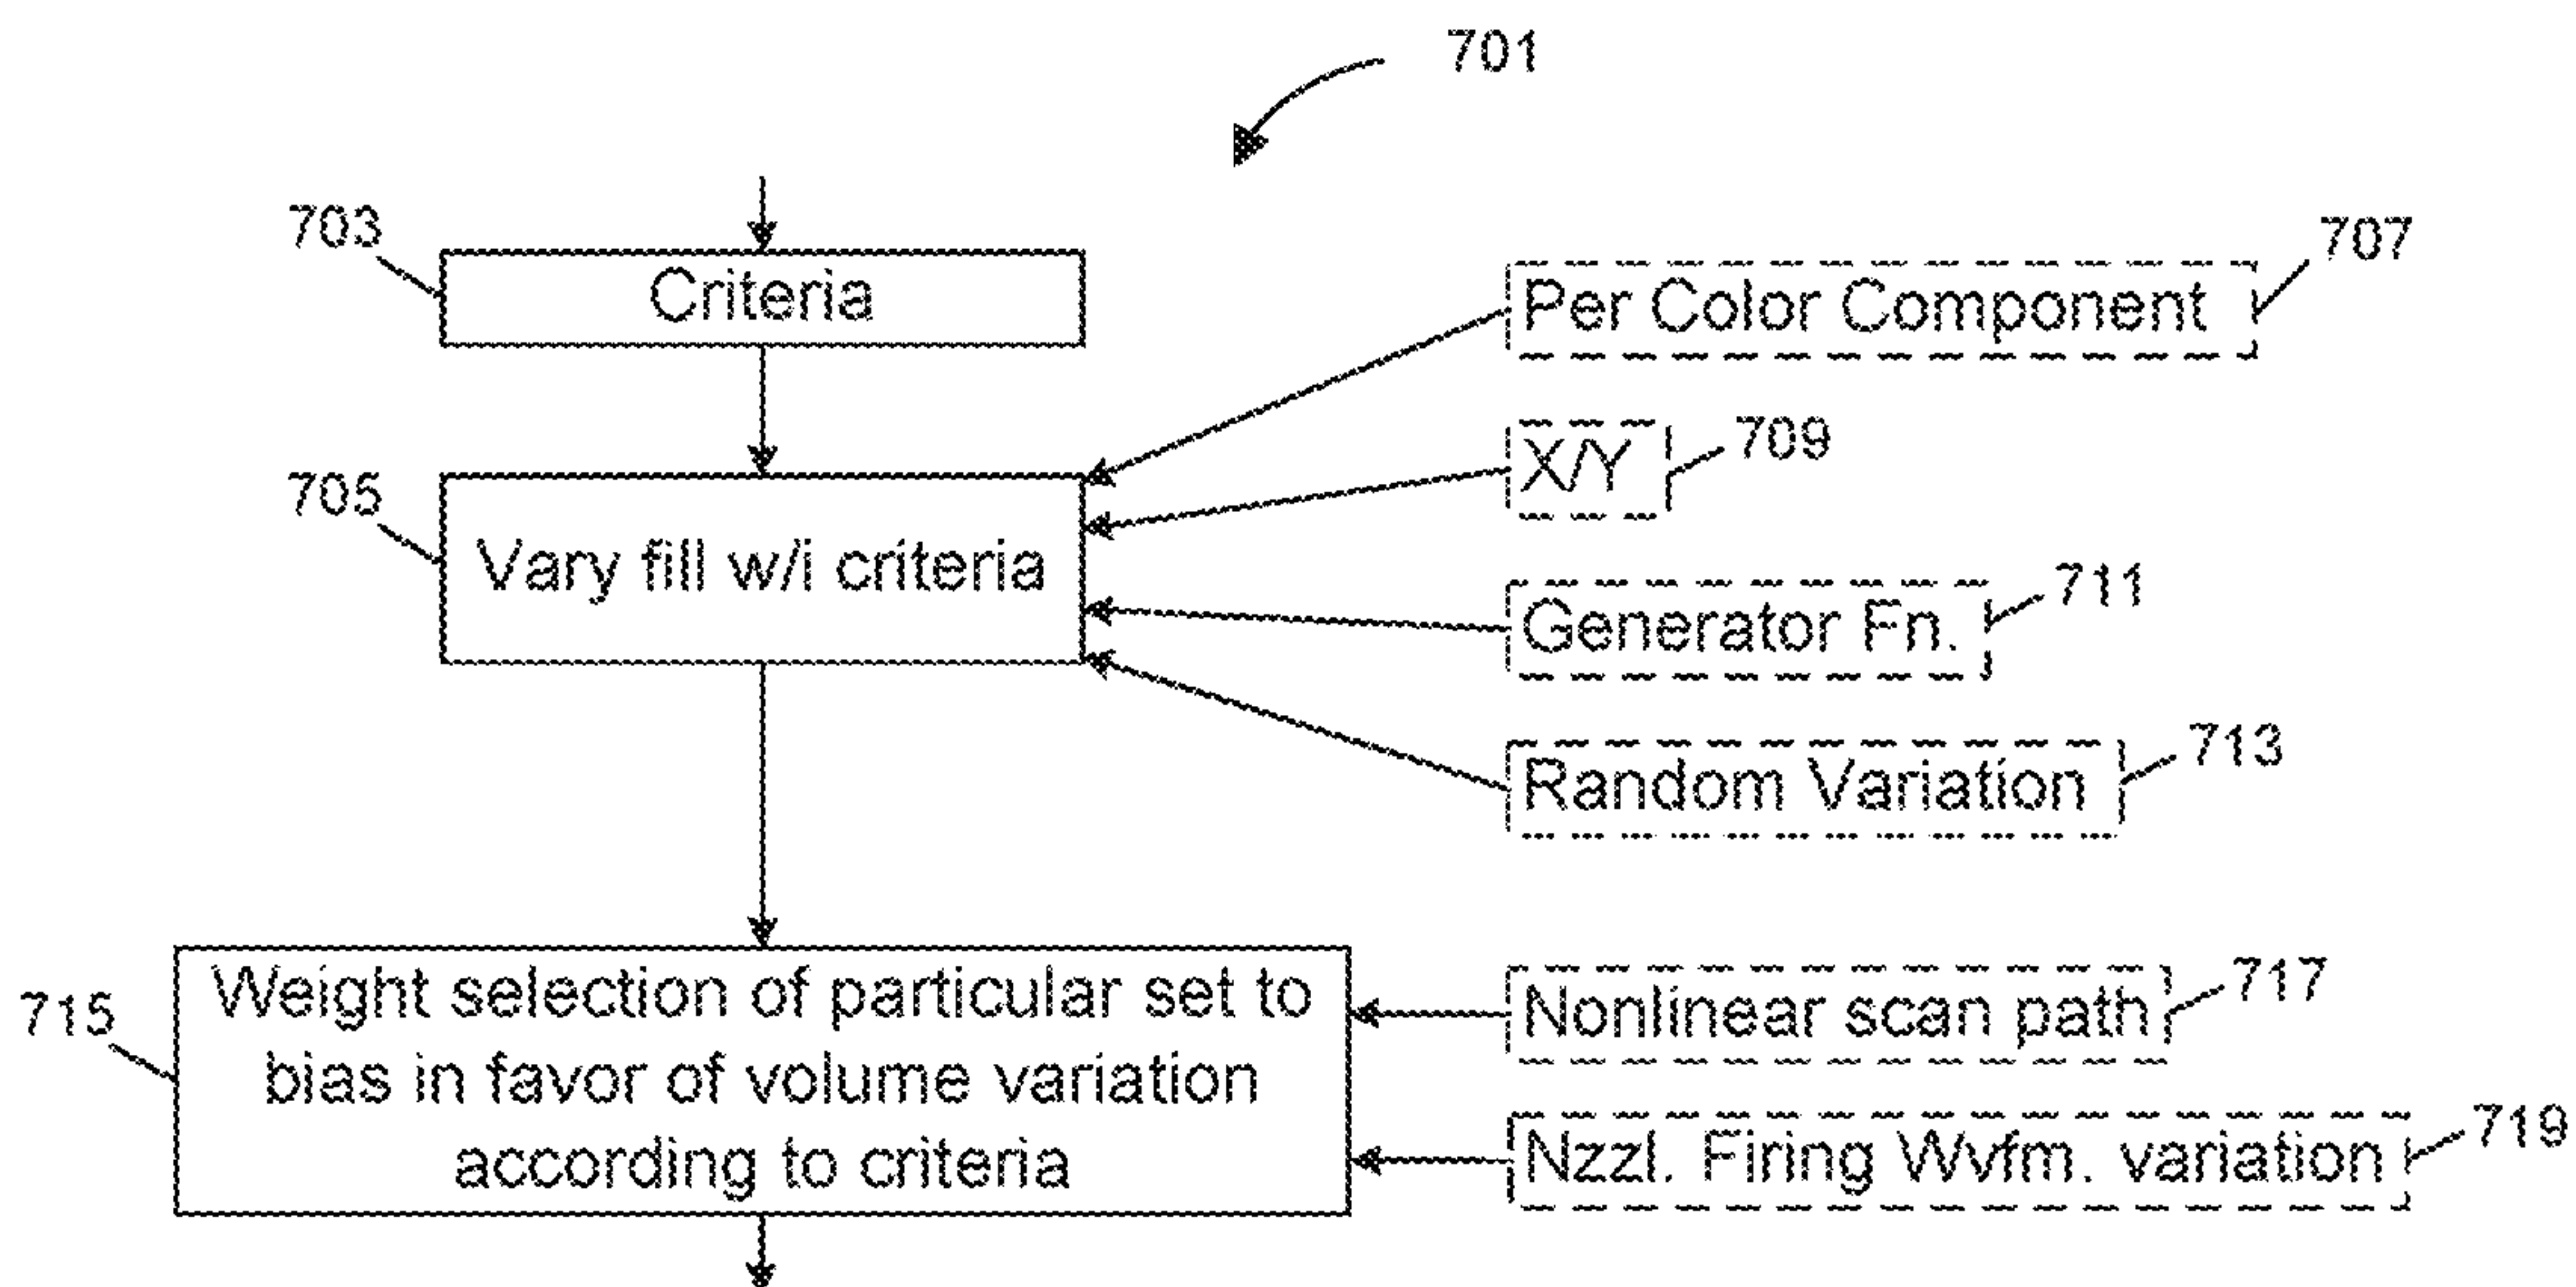 701
703
Criteria
Per Color Component
707
X/Y
709
705
Vary fill w/i criteria
Generator Fn.
711
Random Variation
713
715
Weight selection of particular set to
bias in favor of volume variation
according to criteria
Nonlinear scan path
717
Nzzl. Firing Wvfm. variation
719